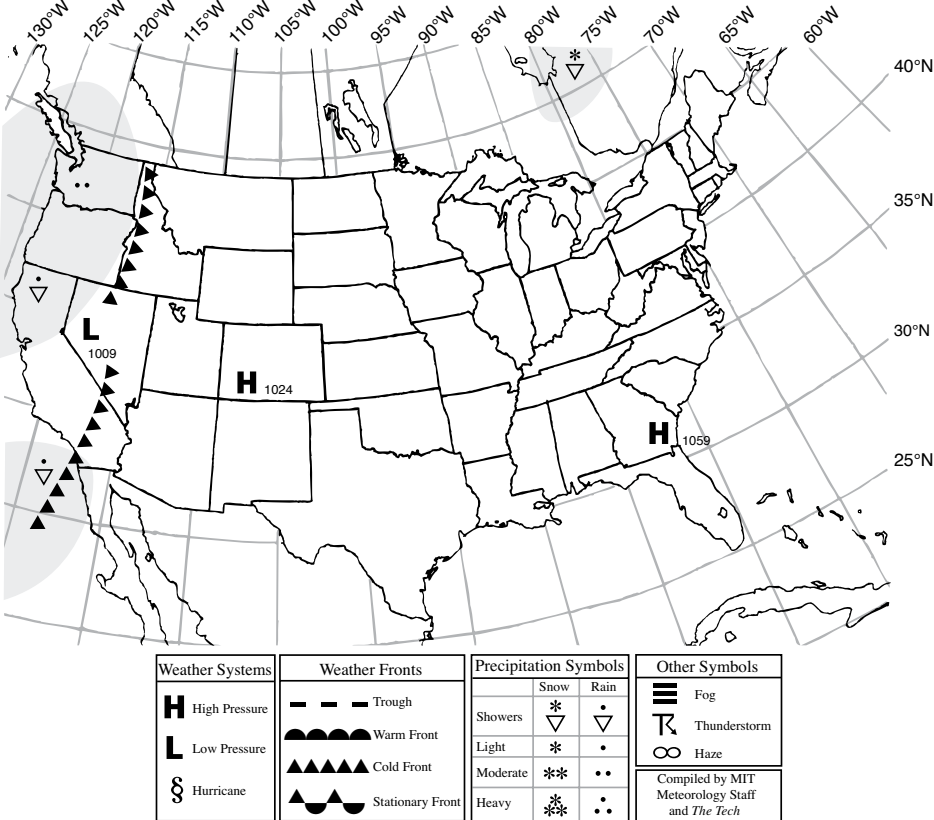 130°W 125°W 120°W 115°W 110°W 105°W 100°W 95°W 90°W 85°W 80°W 75°W 70°W 65°W 60°W
40°N
35°N
30°N
25°N
L
1009
H 1024
H 1059
Weather Systems
H High Pressure
L Low Pressure
§ Hurricane
Weather Fronts
Trough
Warm Front
Cold Front
Stationary Front
Precipitation Symbols
Snow Rain
Showers
Light
Moderate
Heavy
Other Symbols
Fog
Thunderstorm
Haze
Compiled by MIT
Meteorology Staff
and The Tech